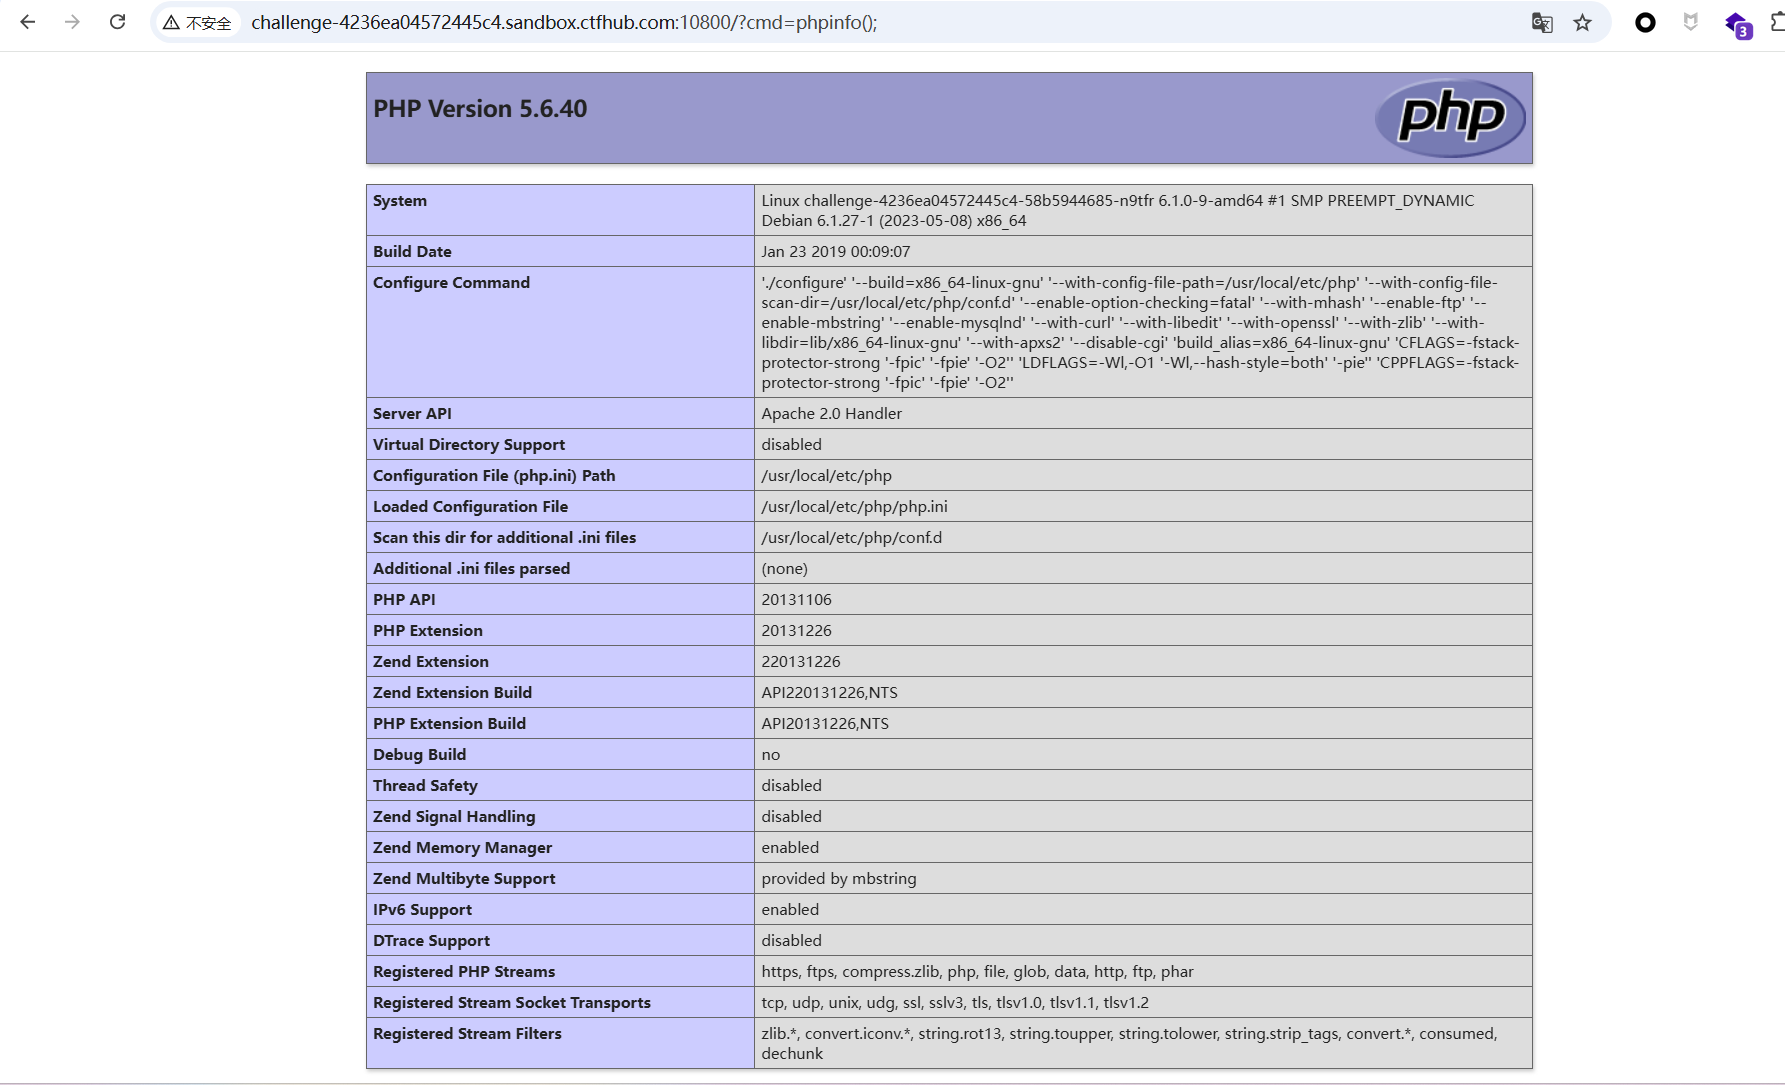 不安全 challenge-4236ea04572445c4.sandbox.ctfhub.com:10800/?cmd=phpinfo();
G
3
PHP Version 5.6.40
php
System Linux challenge-4236ea04572445c4-58b5944685-n9tfr 6.1.0-9-amd64 #1 SMP PREEMPT_DYNAMIC
Debian 6.1.27-1 (2023-05-08) x86_64
Build Date Jan 23 2019 00:09:07
Configure Command './configure' '--build=x86_64-linux-gnu' '--with-config-file-path=/usr/local/etc/php' '--with-config-file-
scan-dir=/usr/local/etc/php/conf.d' '--enable-option-checking=fatal' '--with-mhash' '--enable-ftp' '--
enable-mbstring' '--enable-mysqlnd' '--with-curl' '--with-libedit' '--with-openssl' '--with-zlib' '--with-
libdir=lib/x86_64-linux-gnu' '--with-apxs2' '--disable-cgi' 'build_alias=x86_64-linux-gnu' 'CFLAGS=-fstack-
protector-strong '-fpic' '-fpie' '-O2'' 'LDFLAGS=-Wl,-O1 '-Wl,--hash-style=both' '-pie'' 'CPPFLAGS=-fstack-
protector-strong '-fpic' '-fpie' '-O2''
Server API Apache 2.0 Handler
Virtual Directory Support disabled
Configuration File (php.ini) Path /usr/local/etc/php
Loaded Configuration File /usr/local/etc/php/php.ini
Scan this dir for additional .ini files /usr/local/etc/php/conf.d
Additional .ini files parsed (none)
PHP API 20131106
PHP Extension 20131226
Zend Extension 220131226
Zend Extension Build API220131226,NTS
PHP Extension Build API20131226,NTS
Debug Build no
Thread Safety disabled
Zend Signal Handling disabled
Zend Memory Manager enabled
Zend Multibyte Support provided by mbstring
IPv6 Support enabled
DTrace Support disabled
Registered PHP Streams https, ftps, compress.zlib, php, file, glob, data, http, ftp, phar
Registered Stream Socket Transports tcp, udp, unix, udg, ssl, sslv3, tls, tlsv1.0, tlsv1.1, tlsv1.2
Registered Stream Filters zlib.*, convert.iconv.*, string.rot13, string.toupper, string.tolower, string.strip_tags, convert.*, consumed,
dechunk